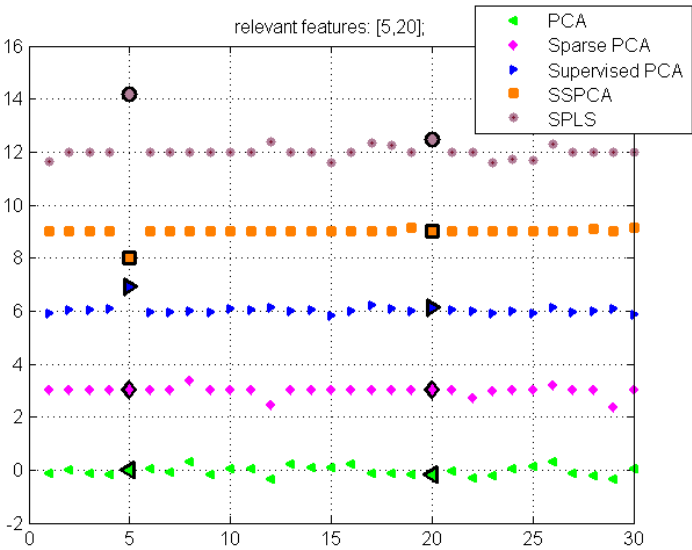 relevant features: [5,20];
PCA
Sparse PCA
Supervised PCA
SSPCA
SPLS
16
14
12
10
8
6
4
2
0
-2
0 5 10 15 20 25 30